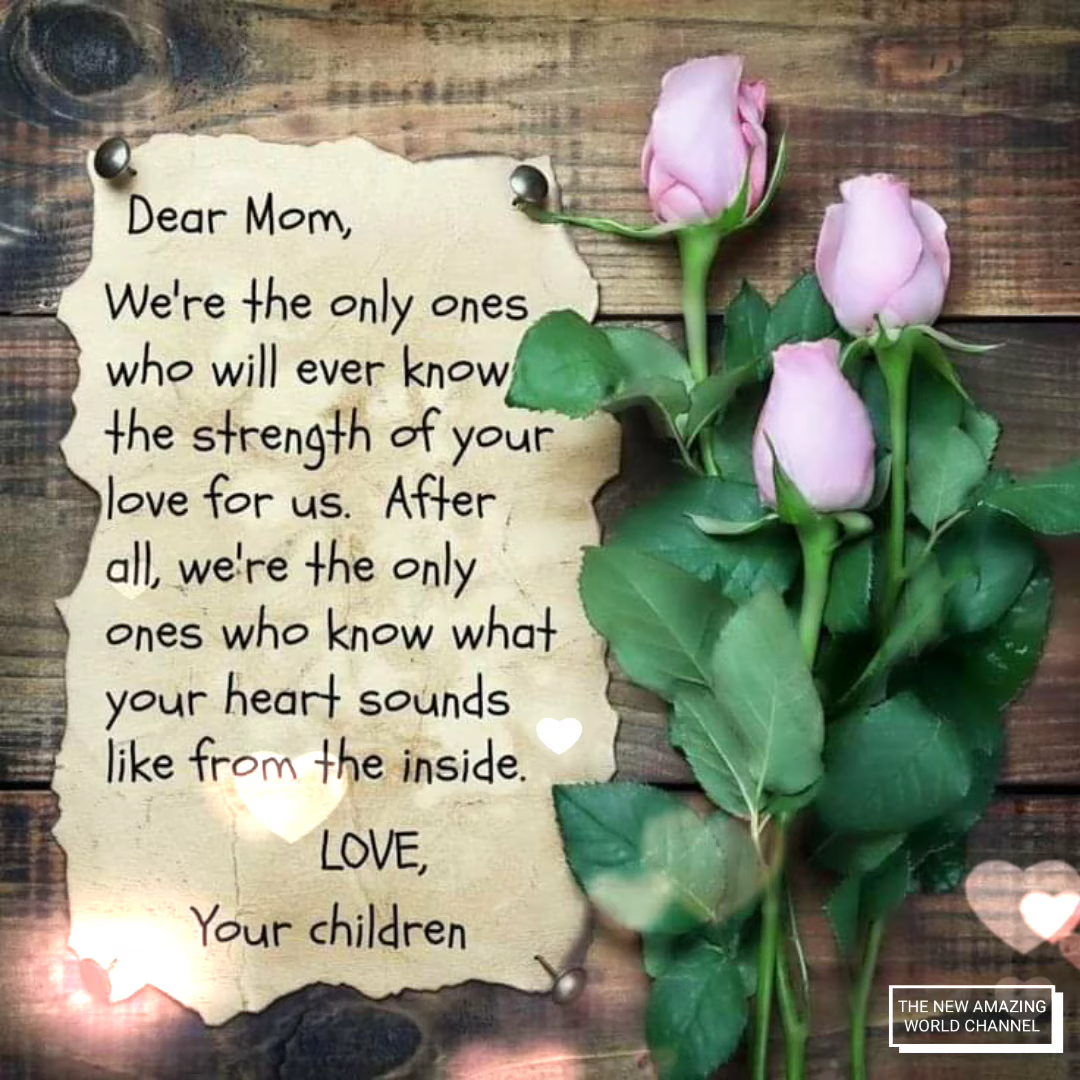 Dear Mom,
We're the only ones
who will ever know
the strength of your
love for us. After
all, we're the only
ones who know what
your heart sounds
like from the inside.
LOVE,
Your children
THE NEW AMAZING
WORLD CHANNEL